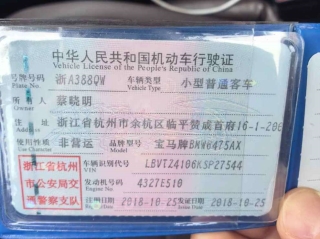 中华人民共和国机动车行驶证
Vehicle License of the People's Republic of China
号牌号码 浙A388QW 车辆类型 小型普通客车
Plate No. Vehicle Type
所有人 蔡晓明
Owner
住址 浙江省杭州市余杭区临平赞成首府16-1-200
Address
使用性质 非营运 品牌型号 宝马牌BMW6475AX
Use Character
浙江省杭州
市公安局交
通警察支队
车辆识别代号 LBVTZ4106KSP27544
VIN
发动机号码 4327E510
Engine No.
注册日期 2018-10-25 发证日期 2018-10-25